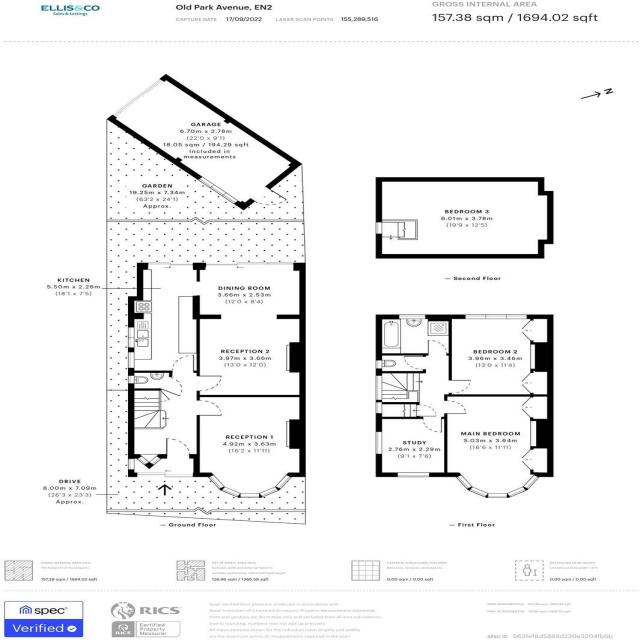 ELLIS&CO
Sales & Lettings
Old Park Avenue, EN2
CAPTURE DATE 17/09/2022 LASER SCAN POINTS 155,289,516
GROSS INTERNAL AREA
157.38 sqm / 1694.02 sqft
N
GARAGE
6.70m x 2.78m
(22'0 x 9'1)
18.05 sqm / 194.29 sqft
Included in
measurements
GARDEN
19.25m x 7.34m
(63'2 x 24'1)
Approx.
BEDROOM 3
6.01m x 3.78m
(19'9 x 12'5)
Second Floor
KITCHEN
5.50m x 2.26m
(18'1 x 7'5)
DINING ROOM
3.66m x 2.53m
(12'0 x 8'4)
RECEPTION 2
3.97m x 3.66m
(13'0 x 12'0)
RECEPTION 1
4.92m x 3.63m
(16'2 x 11'11)
DRIVE
8.00m x 7.09m
(26'3 x 23'3)
Approx.
Ground Floor
BEDROOM 2
3.96m x 3.46m
(13'0 x 11'4)
MAIN BEDROOM
5.03m x 3.64m
(16'6 x 11'11)
STUDY
2.76m x 2.29m
(9'1 x 7'6)
First Floor
157.38 sqm / 1694.02 sqft
0.00 sqm / 0.00 sqft
0.00 sqm / 0.00 sqft
spec
Verified
RICS
Certified
Property
Measurer
SPEC ID